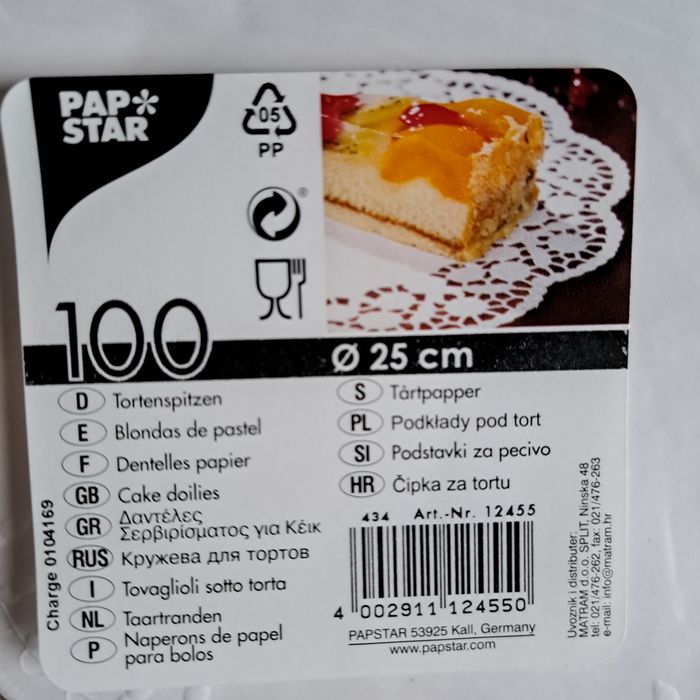 PAP*
STAR
05
PP
®
100
Ø 25 cm
D Tortenspitzen
E Blondas de pastel
F Dentelles papier
GB Cake doilies
GR Δαντέλες
Σερβιρίσματος για Κέικ
RUS Кружева для тортов
I Tovaglioli sotto torta
NL Taartranden
P Naperons de papel
para bolos
S Tårtpapper
PL Podkłady pod tort
SI Podstavki za pecivo
HR Čipka za tortu
434 Art.-Nr. 12455
4 002911 124550
PAPSTAR 53925 Kall, Germany
www.papstar.com
Charge 0104169
Uvoznik i distributer:
MATRAM d.o.o. SPLIT, Ninska 48
tel: 021/476-262, fax: 021/476-263
e-mail: info@matram.hr